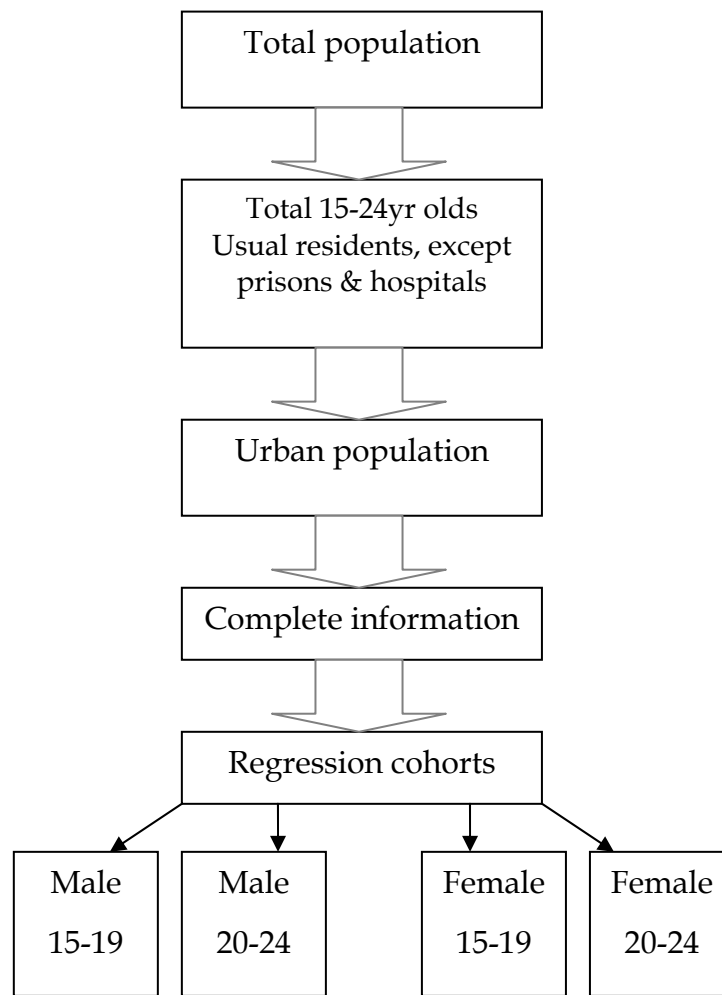 Total population
Total 15-24yr olds
Usual residents, except
prisons & hospitals
Urban population
Complete information
Regression cohorts
Male
15-19
Male
20-24
Female
15-19
Female
20-24